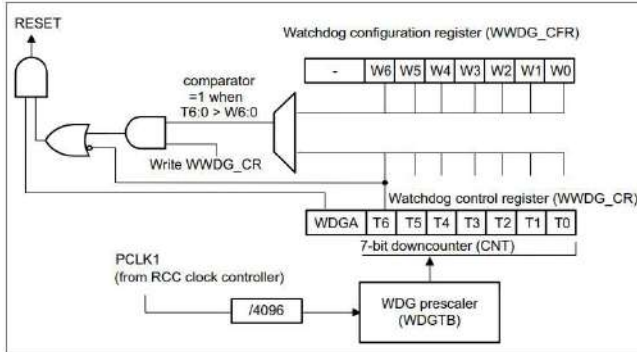 RESET
Watchdog configuration register (WWDG_CFR)
- W6 W5 W4 W3 W2 W1 W0
comparator
=1 when
T6:0 > W6:0
Write WWDG_CR
Watchdog control register (WWDG_CR)
WDGA T6 T5 T4 T3 T2 T1 T0
7-bit downcounter (CNT)
PCLK1
(from RCC clock controller)
/4096
WDG prescaler
(WDGTB)